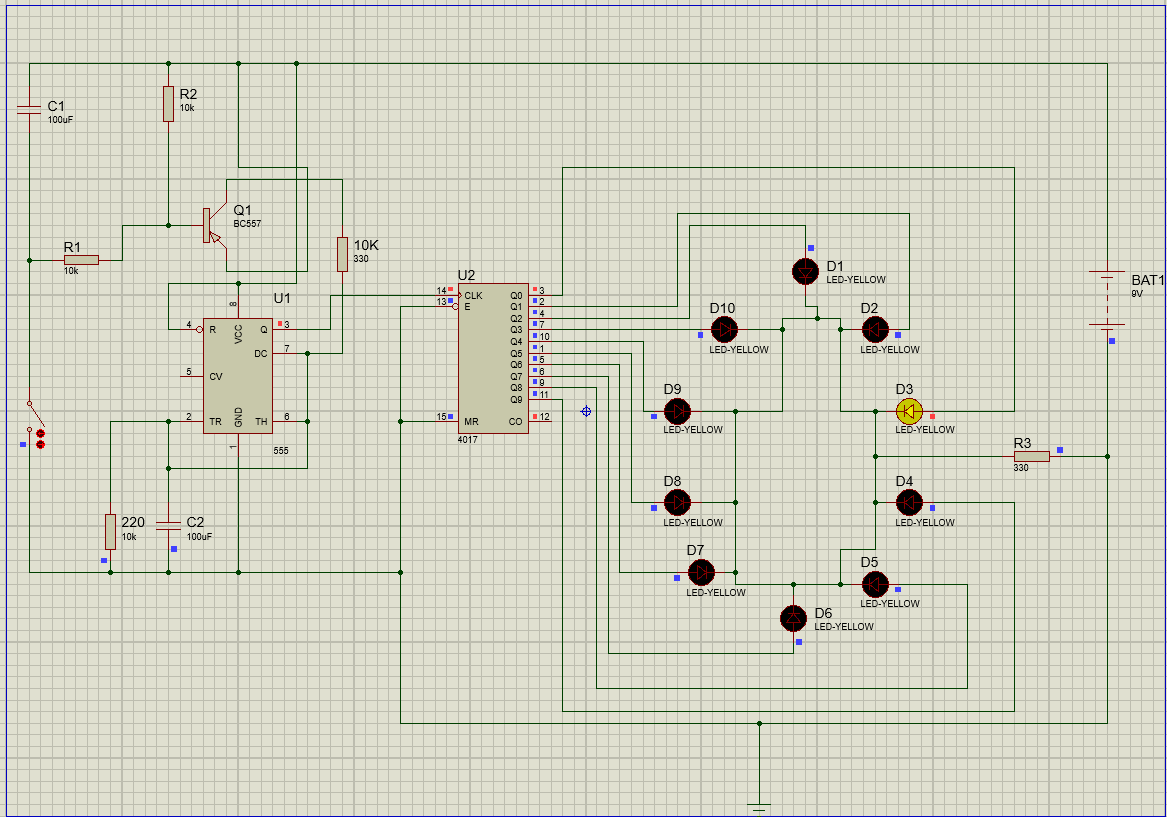 C1
100uF
R2
10k
Q1
BC557
R1
10k
10K
330
U1
8
VCC
4
R
Q
3
DC
7
5
CV
2
TR
TH
6
GND
1
555
220
10k
C2
100uF
U2
14
CLK
13
E
15
MR
Q0
3
Q1
2
Q2
4
Q3
7
Q4
10
Q5
1
Q6
5
Q7
6
Q8
9
Q9
11
CO
12
4017
D1
LED-YELLOW
D10
LED-YELLOW
D2
LED-YELLOW
D9
LED-YELLOW
D3
LED-YELLOW
D8
LED-YELLOW
D4
LED-YELLOW
D7
LED-YELLOW
D5
LED-YELLOW
D6
LED-YELLOW
R3
330
BAT1
9V